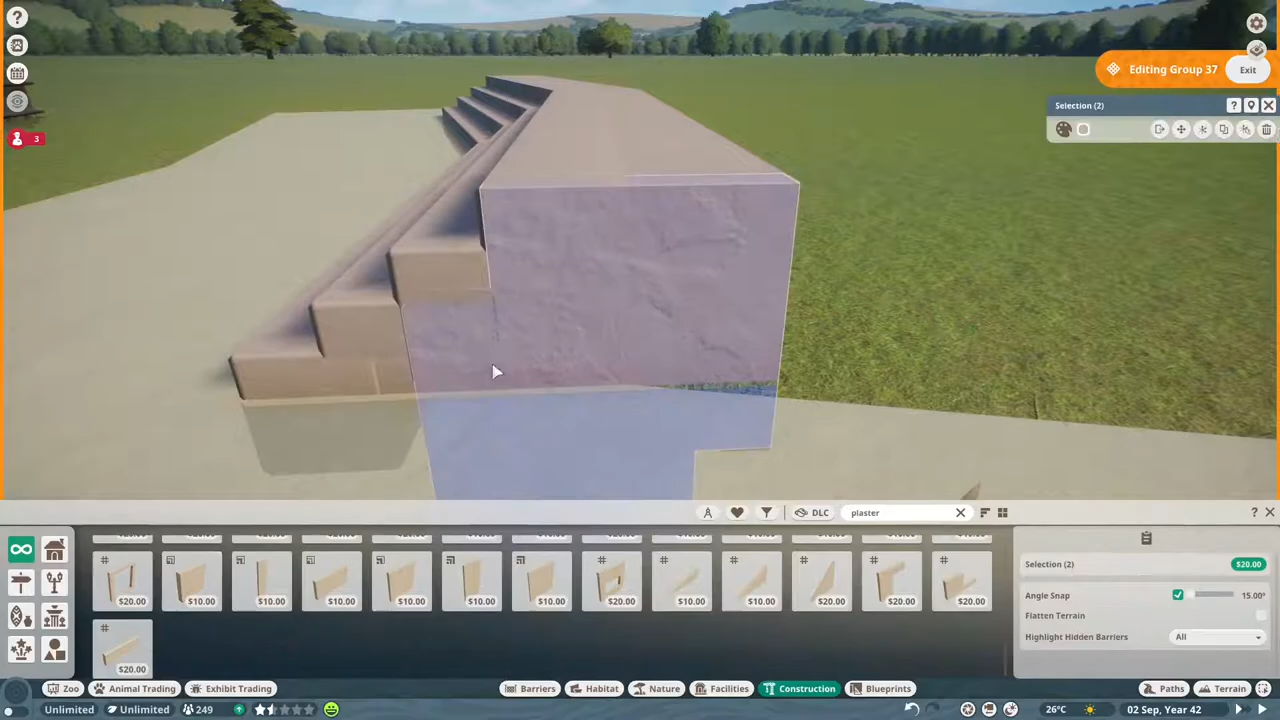 Editing Group 37
Exit
Selection (2)
?
3
DLC
plaster
?
$20.00
$10.00
$10.00
$10.00
$10.00
$10.00
$10.00
$20.00
$10.00
$10.00
$20.00
$20.00
$20.00
$20.00
Selection (2)
$20.00
Angle Snap
15.00°
Flatten Terrain
Highlight Hidden Barriers
All
Zoo
Animal Trading
Exhibit Trading
Barriers
Habitat
Nature
Facilities
Construction
Blueprints
Paths
Terrain
Unlimited
Unlimited
249
26°C
02 Sep, Year 42